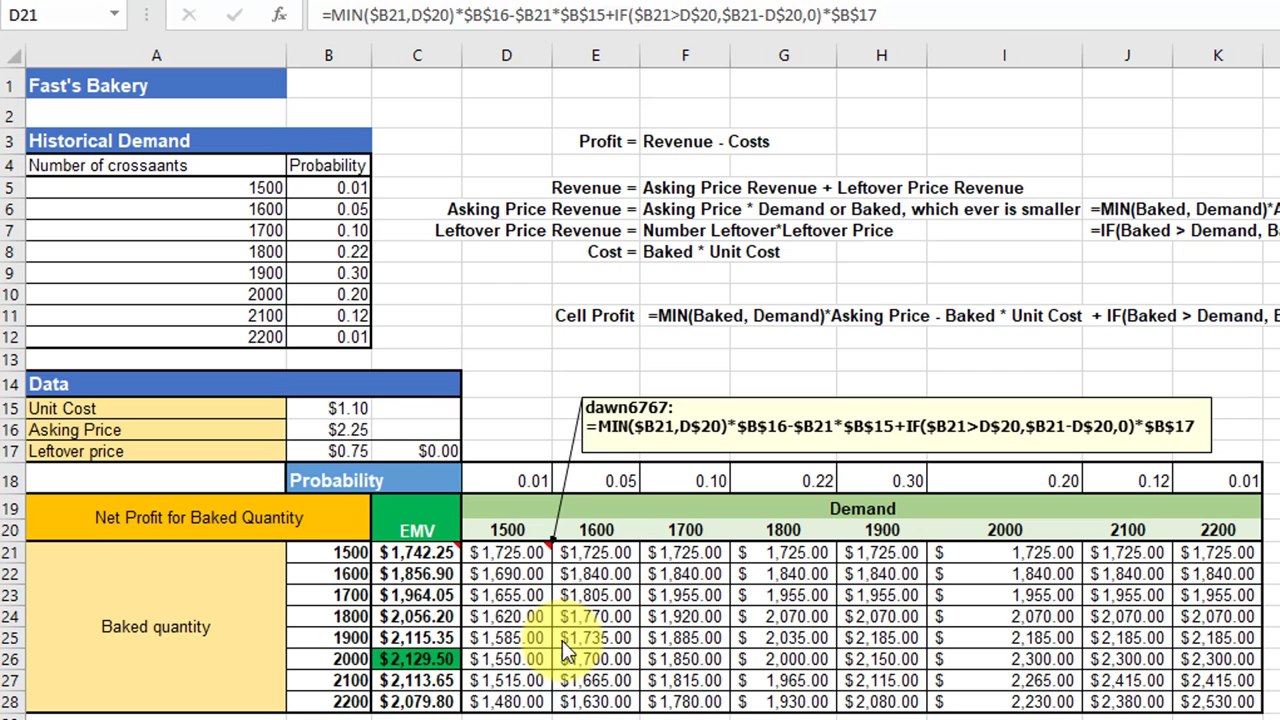 D21 =MIN($B21,D$20)*$B$16-$B21*$B$15+IF($B21>D$20,$B21-D$20,0)*$B$17
A B C D E F G H I J K
1 Fast's Bakery
2
3 Historical Demand Profit = Revenue - Costs
4 Number of crossaants Probability
5 1500 0.01 Revenue = Asking Price Revenue + Leftover Price Revenue
6 1600 0.05 Asking Price Revenue = Asking Price * Demand or Baked, which ever is smaller =MIN(Baked, Demand)*A
7 1700 0.10 Leftover Price Revenue = Number Leftover*Leftover Price =IF(Baked > Demand, Ba
8 1800 0.22 Cost = Baked * Unit Cost
9 1900 0.30
10 2000 0.20
11 2100 0.12 Cell Profit =MIN(Baked, Demand)*Asking Price - Baked * Unit Cost + IF(Baked > Demand, B
12 2200 0.01
13
14 Data
15 Unit Cost $1.10
16 Asking Price $2.25
17 Leftover price $0.75 $0.00
dawn6767:
=MIN($B21,D$20)*$B$16-$B21*$B$15+IF($B21>D$20,$B21-D$20,0)*$B$17
18 Probability 0.01 0.05 0.10 0.22 0.30 0.20 0.12 0.01
19 Net Profit for Baked Quantity Demand
20 EMV 1500 1600 1700 1800 1900 2000 2100 2200
21 1500 $1,742.25 $1,725.00 $1,725.00 $1,725.00 $ 1,725.00 $1,725.00 $ 1,725.00 $1,725.00 $1,725.00
22 1600 $1,856.90 $1,690.00 $1,840.00 $1,840.00 $ 1,840.00 $1,840.00 $ 1,840.00 $1,840.00 $1,840.00
23 1700 $1,964.05 $1,655.00 $1,805.00 $1,955.00 $ 1,955.00 $1,955.00 $ 1,955.00 $1,955.00 $1,955.00
24 1800 $2,056.20 $1,620.00 $1,770.00 $1,920.00 $ 2,070.00 $2,070.00 $ 2,070.00 $2,070.00 $2,070.00
25 Baked quantity 1900 $2,115.35 $1,585.00 $1,735.00 $1,885.00 $ 2,035.00 $2,185.00 $ 2,185.00 $2,185.00 $2,185.00
26 2000 $2,129.50 $1,550.00 $1,700.00 $1,850.00 $ 2,000.00 $2,150.00 $ 2,300.00 $2,300.00 $2,300.00
27 2100 $2,113.65 $1,515.00 $1,665.00 $1,815.00 $ 1,965.00 $2,115.00 $ 2,265.00 $2,415.00 $2,415.00
28 2200 $2,079.80 $1,480.00 $1,630.00 $1,780.00 $ 1,930.00 $2,080.00 $ 2,230.00 $2,380.00 $2,530.00